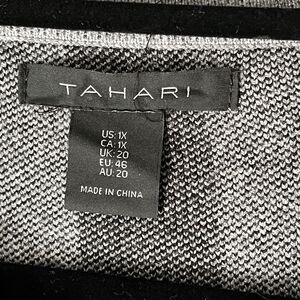 TAHARI
US: 1X
CA: 1X
UK: 20
EU: 46
AU: 20
MADE IN CHINA